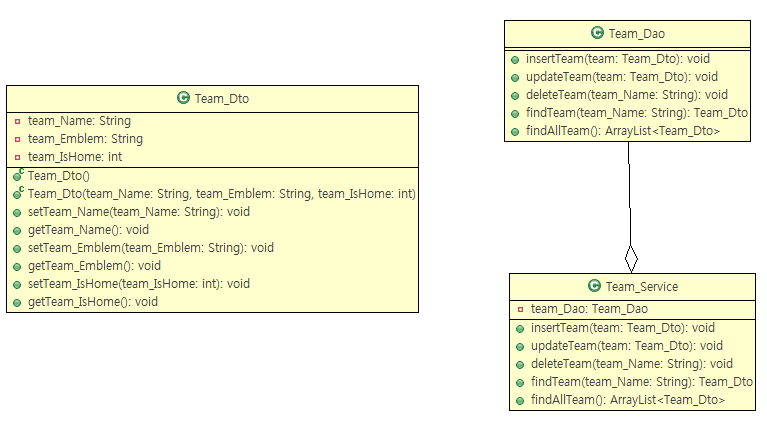 Team_Dto
team_Name: String
team_Emblem: String
team_IsHome: int
Team_Dto()
Team_Dto(team_Name: String, team_Emblem: String, team_IsHome: int)
setTeam_Name(team_Name: String): void
getTeam_Name(): void
setTeam_Emblem(team_Emblem: String): void
getTeam_Emblem(): void
setTeam_IsHome(team_IsHome: int): void
getTeam_IsHome(): void
Team_Dao
insertTeam(team: Team_Dto): void
updateTeam(team: Team_Dto): void
deleteTeam(team_Name: String): void
findTeam(team_Name: String): Team_Dto
findAllTeam(): ArrayList<Team_Dto>
Team_Service
team_Dao: Team_Dao
insertTeam(team: Team_Dto): void
updateTeam(team: Team_Dto): void
deleteTeam(team_Name: String): void
findTeam(team_Name: String): Team_Dto
findAllTeam(): ArrayList<Team_Dto>